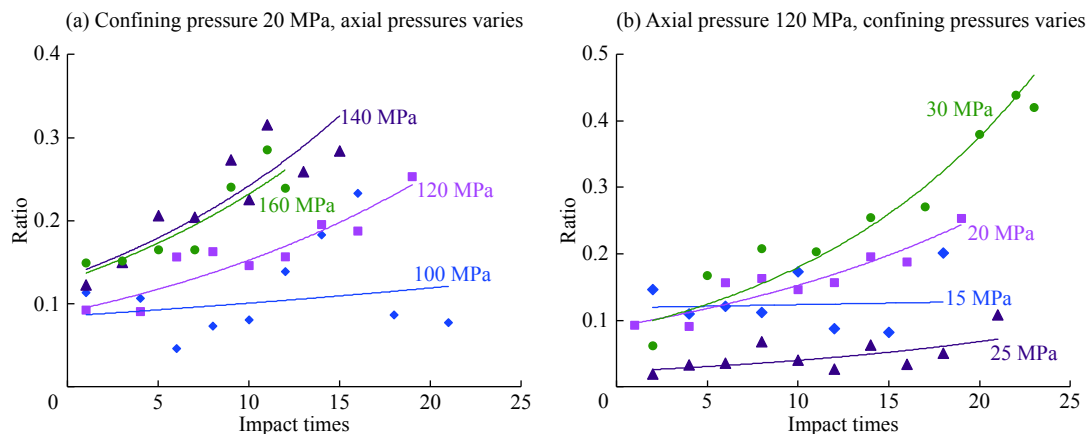 (a) Confining pressure 20 MPa, axial pressures varies
0.4
0.3
0.2
0.1
0
5
10
15
20
25
Ratio
Impact times
140 MPa
160 MPa
120 MPa
100 MPa
(b) Axial pressure 120 MPa, confining pressures varies
0.5
0.4
0.3
0.2
0.1
0
5
10
15
20
25
Ratio
Impact times
30 MPa
20 MPa
15 MPa
25 MPa